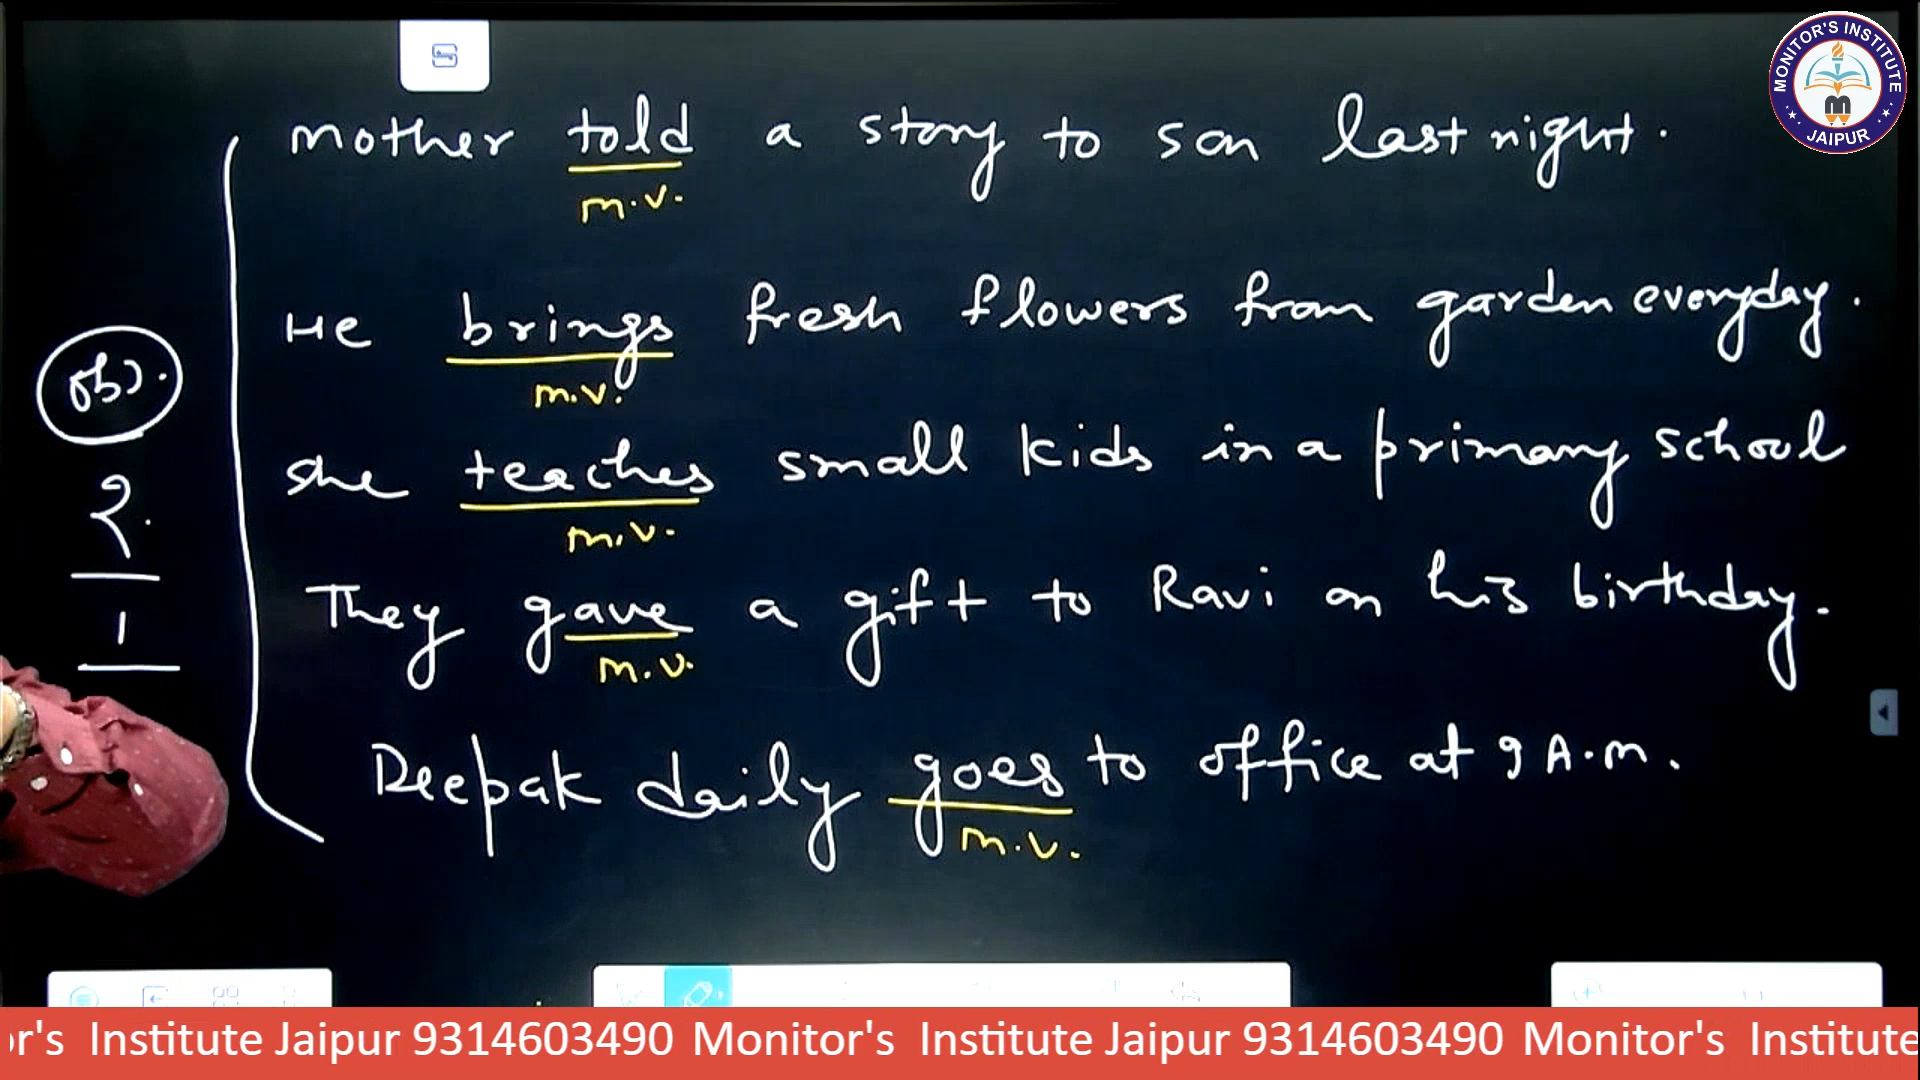 MONITOR'S INSTITUTE
JAIPUR
mother told a story to son last night.
m.v.
He brings fresh flowers from garden everyday.
m.v.
obj.
she teaches small kids in a primary school
m.v.
२.
They gave a gift to Ravi on his birthday.
m.v.
1
Deepak daily goes to office at 9 A.m.
m.v.
r's Institute Jaipur 9314603490 Monitor's Institute Jaipur 9314603490 Monitor's Institute